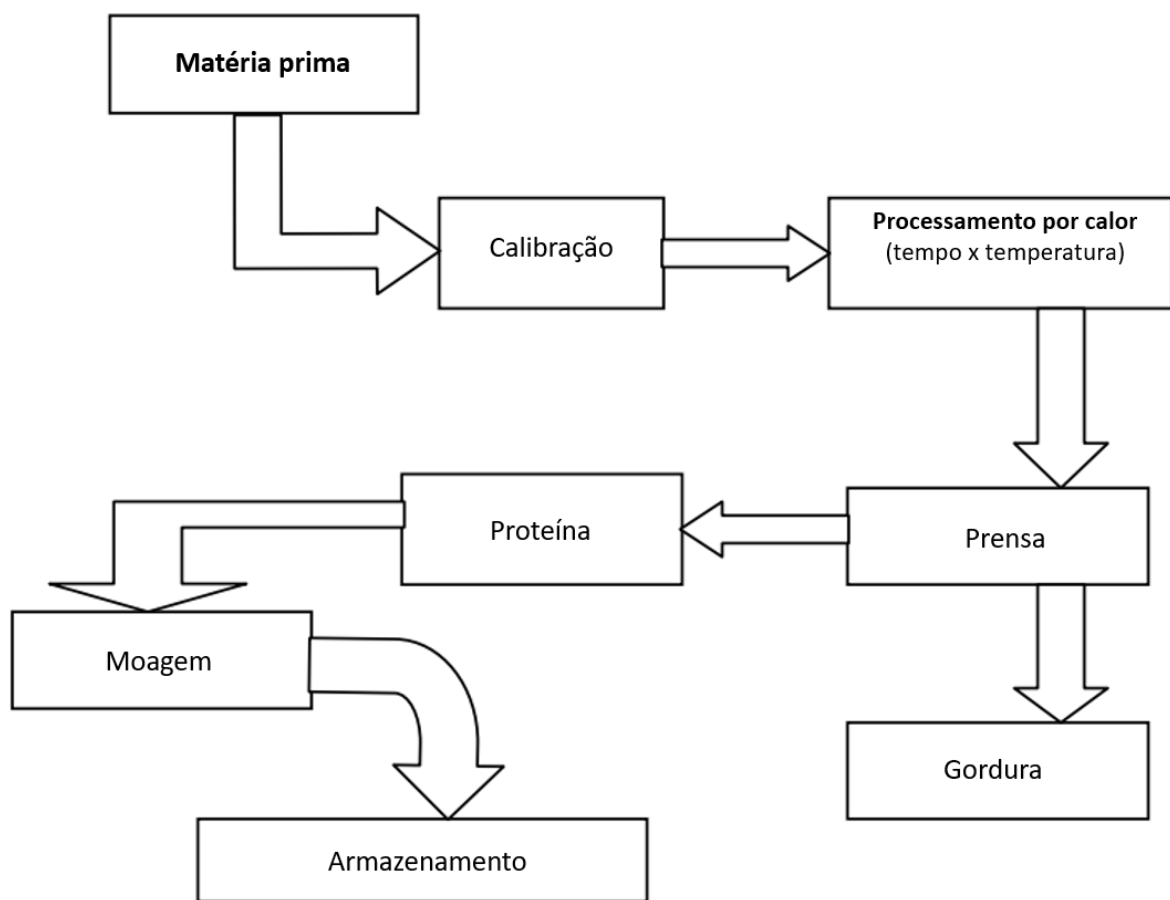 Matéria prima
Calibração
Processamento por calor
(tempo x temperatura)
Proteína
Prensa
Moagem
Gordura
Armazenamento